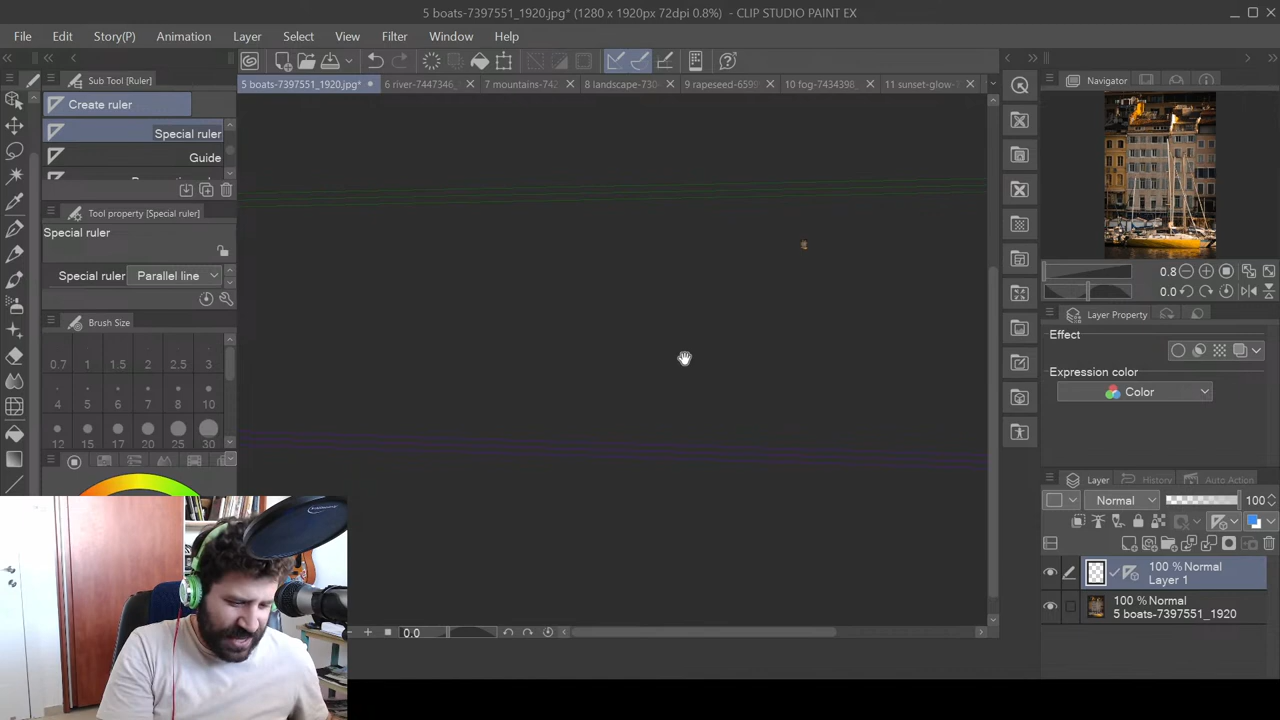 5 boats-7397551_1920.jpg* (1280 x 1920px 72dpi 0.8%) - CLIP STUDIO PAINT EX
File Edit Story(P) Animation Layer Select View Filter Window Help
Sub Tool [Ruler]
Create ruler
Special ruler
Guide
Tool property [Special ruler]
Special ruler
Special ruler Parallel line
Brush Size
0.7 1 1.5 2 2.5 3
4 5 6 7 8 10
12 15 17 20 25 30
5 boats-7397551_1920.jpg* 6 river-7447346_ 7 mountains-742 8 landscape-730 9 rapeseed-6599 10 fog-7434398_ 11 sunset-glow-
0.0
Navigator
0.8
0.0
Layer Property
Effect
Expression color
Color
Layer History Auto Action
Normal 100
100 % Normal
Layer 1
100 % Normal
5 boats-7397551_1920